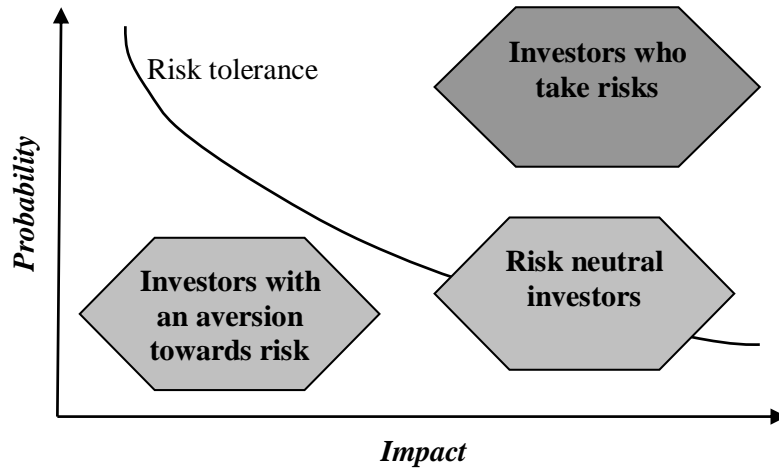 Investors who
take risks
Risk tolerance
Probability
Investors with
an aversion
towards risk
Risk neutral
investors
Impact